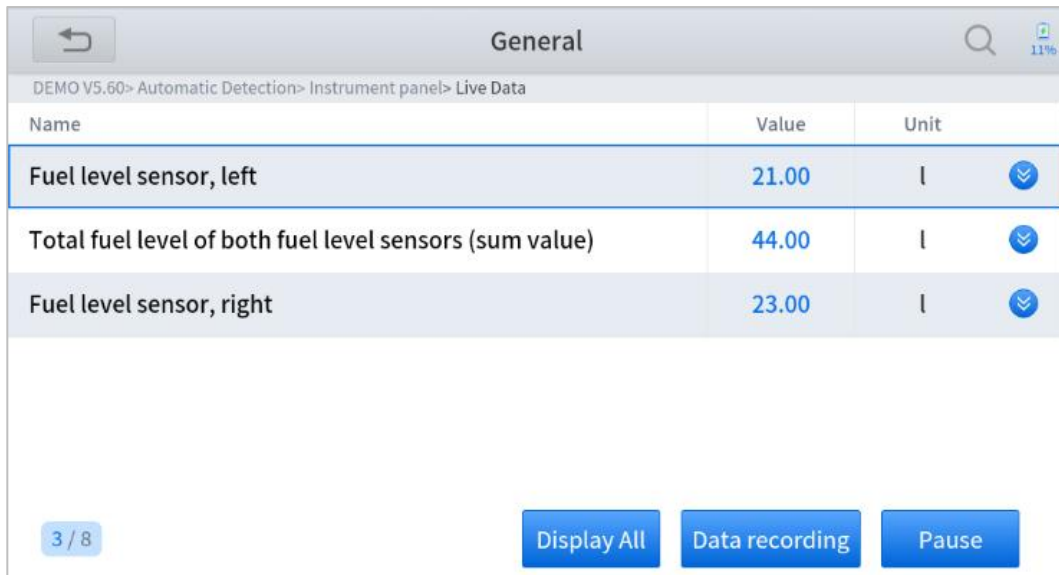 General
11%
DEMO V5.60> Automatic Detection> Instrument panel> Live Data
Name Value Unit
Fuel level sensor, left 21.00 l
Total fuel level of both fuel level sensors (sum value) 44.00 l
Fuel level sensor, right 23.00 l
3 / 8 Display All Data recording Pause